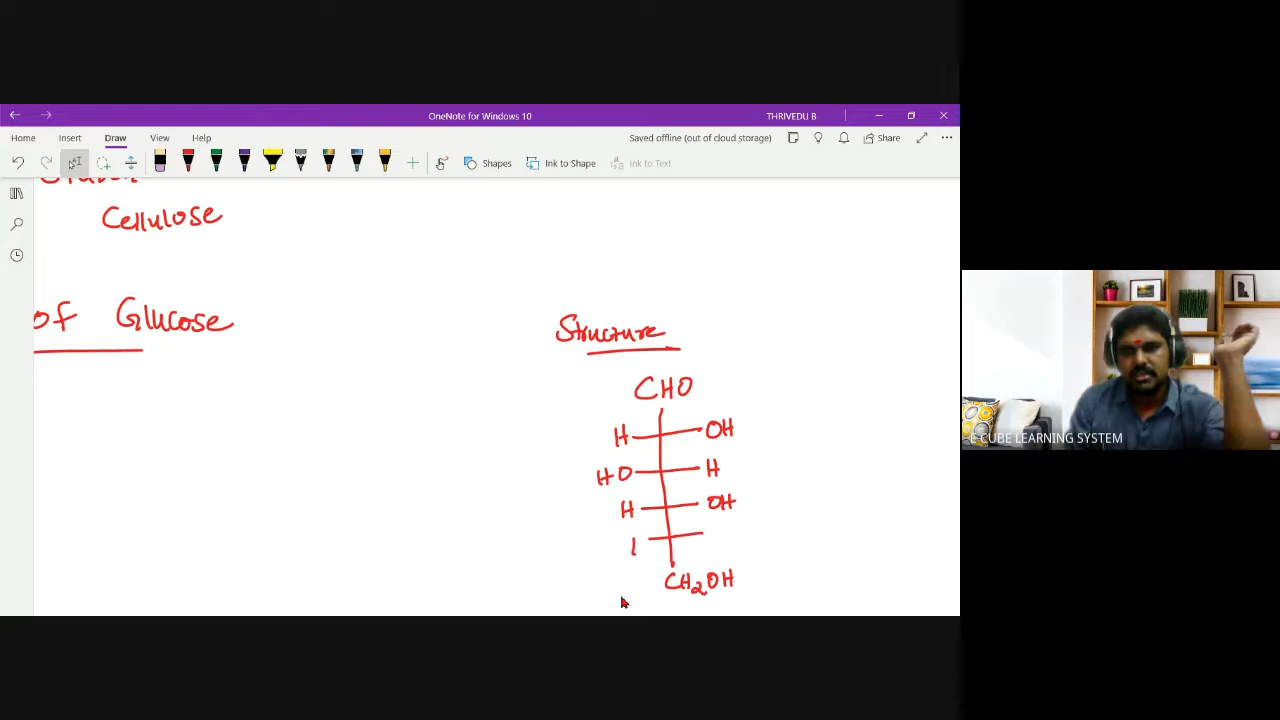 OneNote for Windows 10
THRIVEDU B
Home Insert Draw View Help
Saved offline (out of cloud storage)
Share
Shapes
Ink to Shape
Ink to Text
Cellulose
of Glucose
Structure
CHO
H OH
HO H
H OH
CH2OH
E CUBE LEARNING SYSTEM